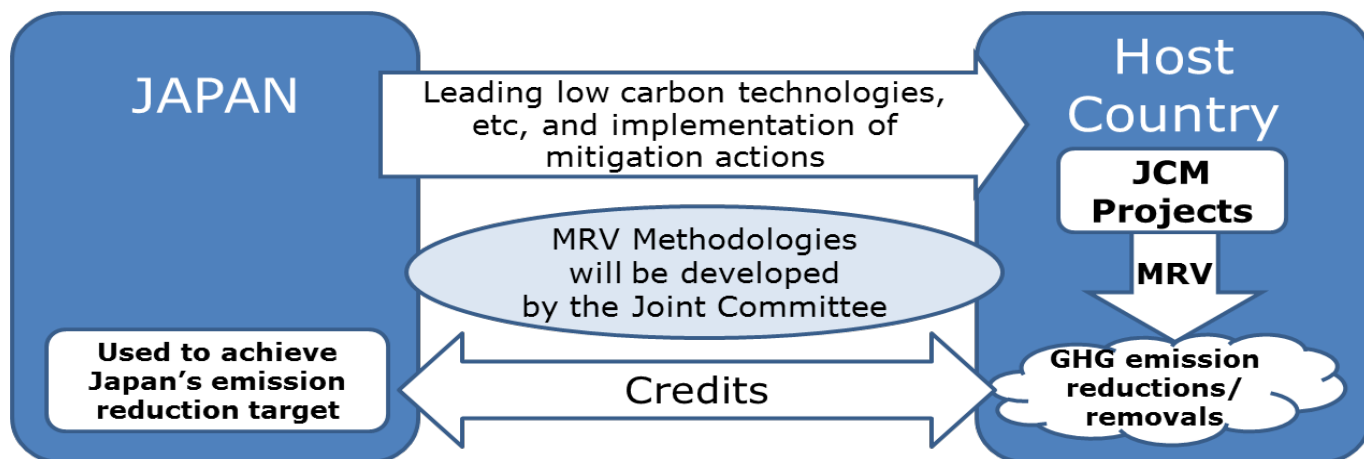 JAPAN
Leading low carbon technologies,
etc, and implementation of
mitigation actions
Host
Country
JCM
Projects
MRV Methodologies
will be developed
by the Joint Committee
MRV
Used to achieve
Japan's emission
reduction target
Credits
GHG emission
reductions/
removals